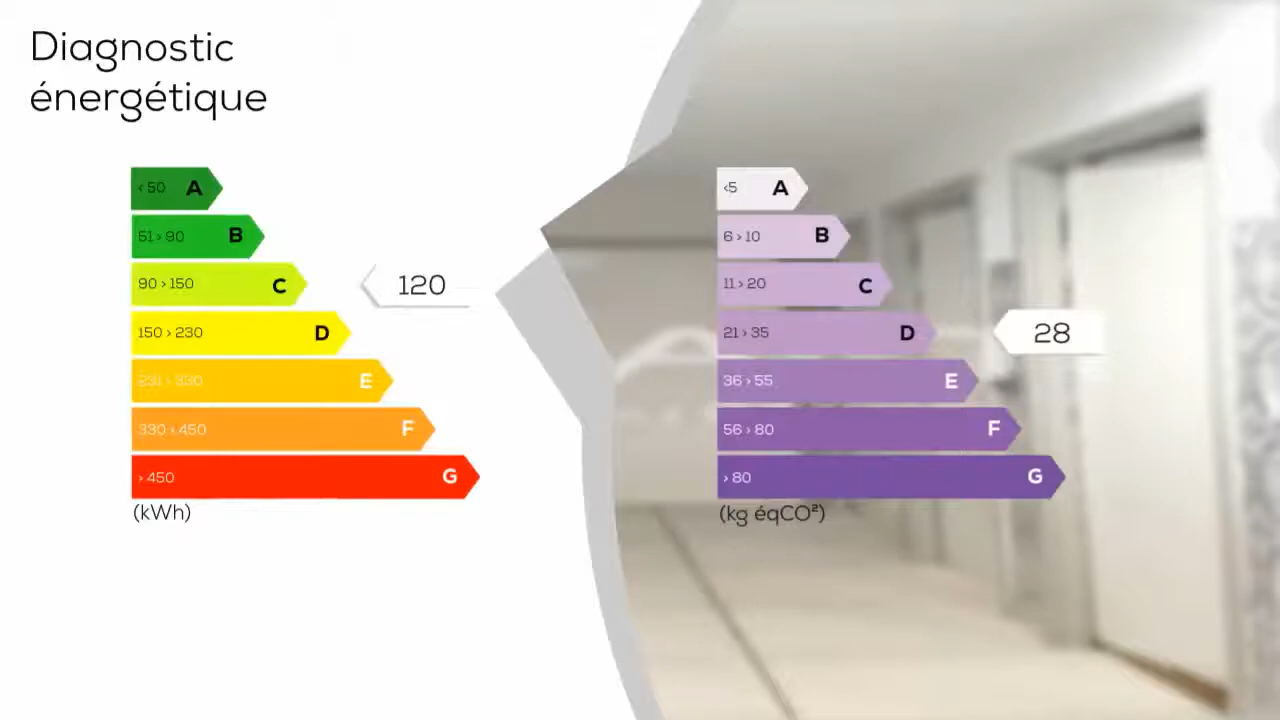 Diagnostic
énergétique
< 50 A
51 > 90 B
90 > 150 C
120
150 > 230 D
231 > 330 E
330 > 450 F
> 450 G
(kWh)
<5 A
6 > 10 B
11 > 20 C
21 > 35 D
28
36 > 55 E
56 > 80 F
> 80 G
(kg éqCO²)